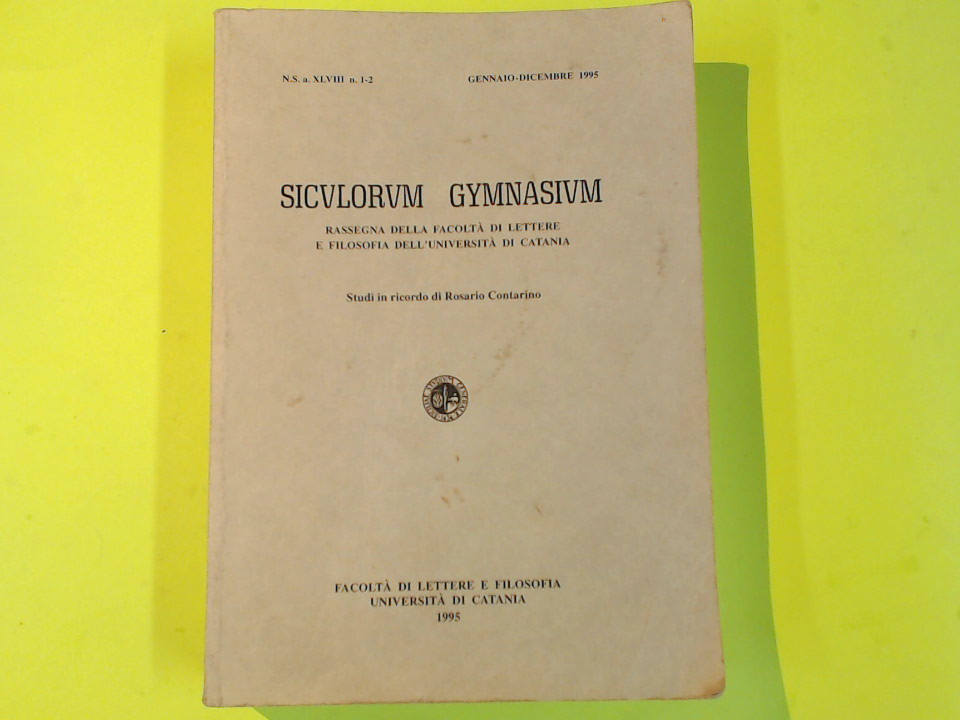 N.S. a. XLVIII n. 1-2 GENNAIO-DICEMBRE 1995
SICVLORVM GYMNASIVM
RASSEGNA DELLA FACOLTÀ DI LETTERE
E FILOSOFIA DELL'UNIVERSITÀ DI CATANIA
Studi in ricordo di Rosario Contarino
FACOLTÀ DI LETTERE E FILOSOFIA
UNIVERSITÀ DI CATANIA
1995